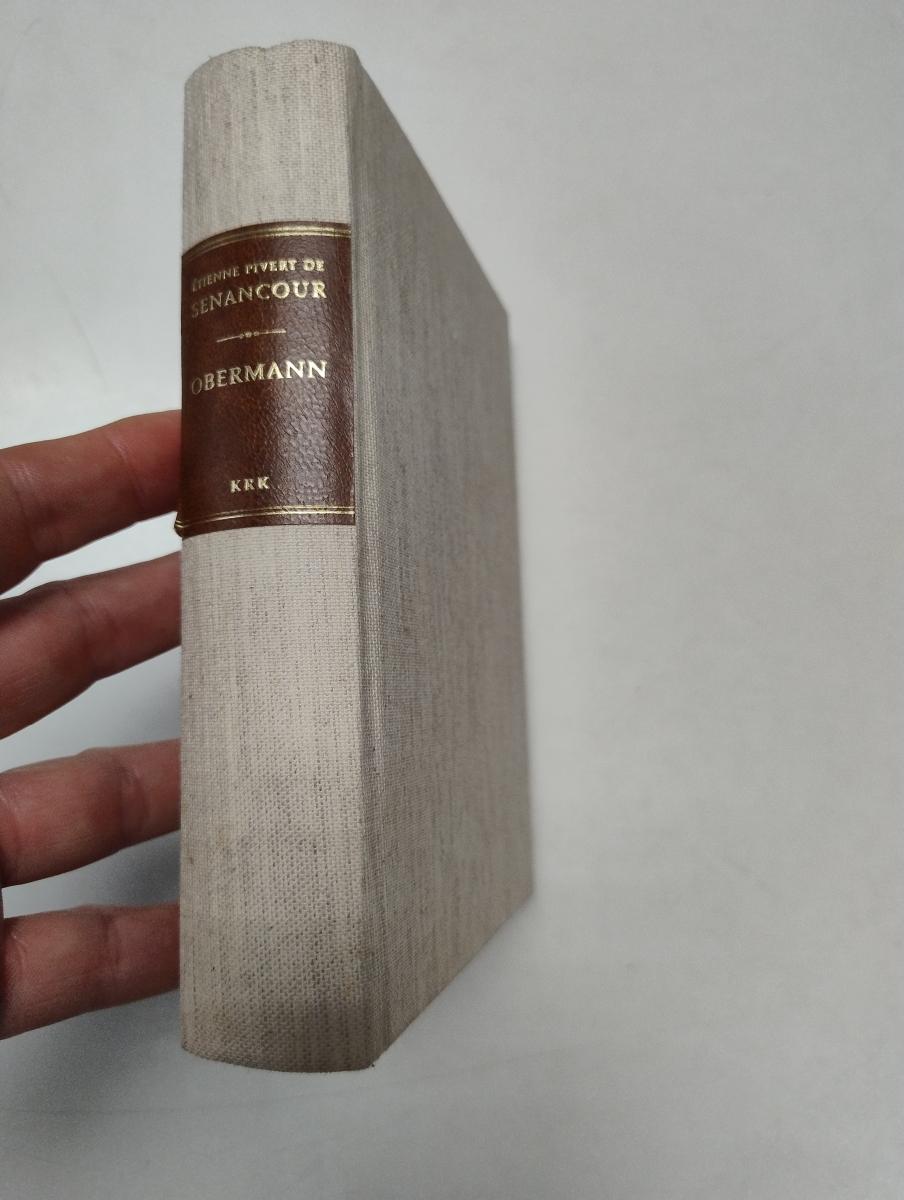 ÉTIENNE PIVERT DE
SENANCOUR
OBERMANN
KRK